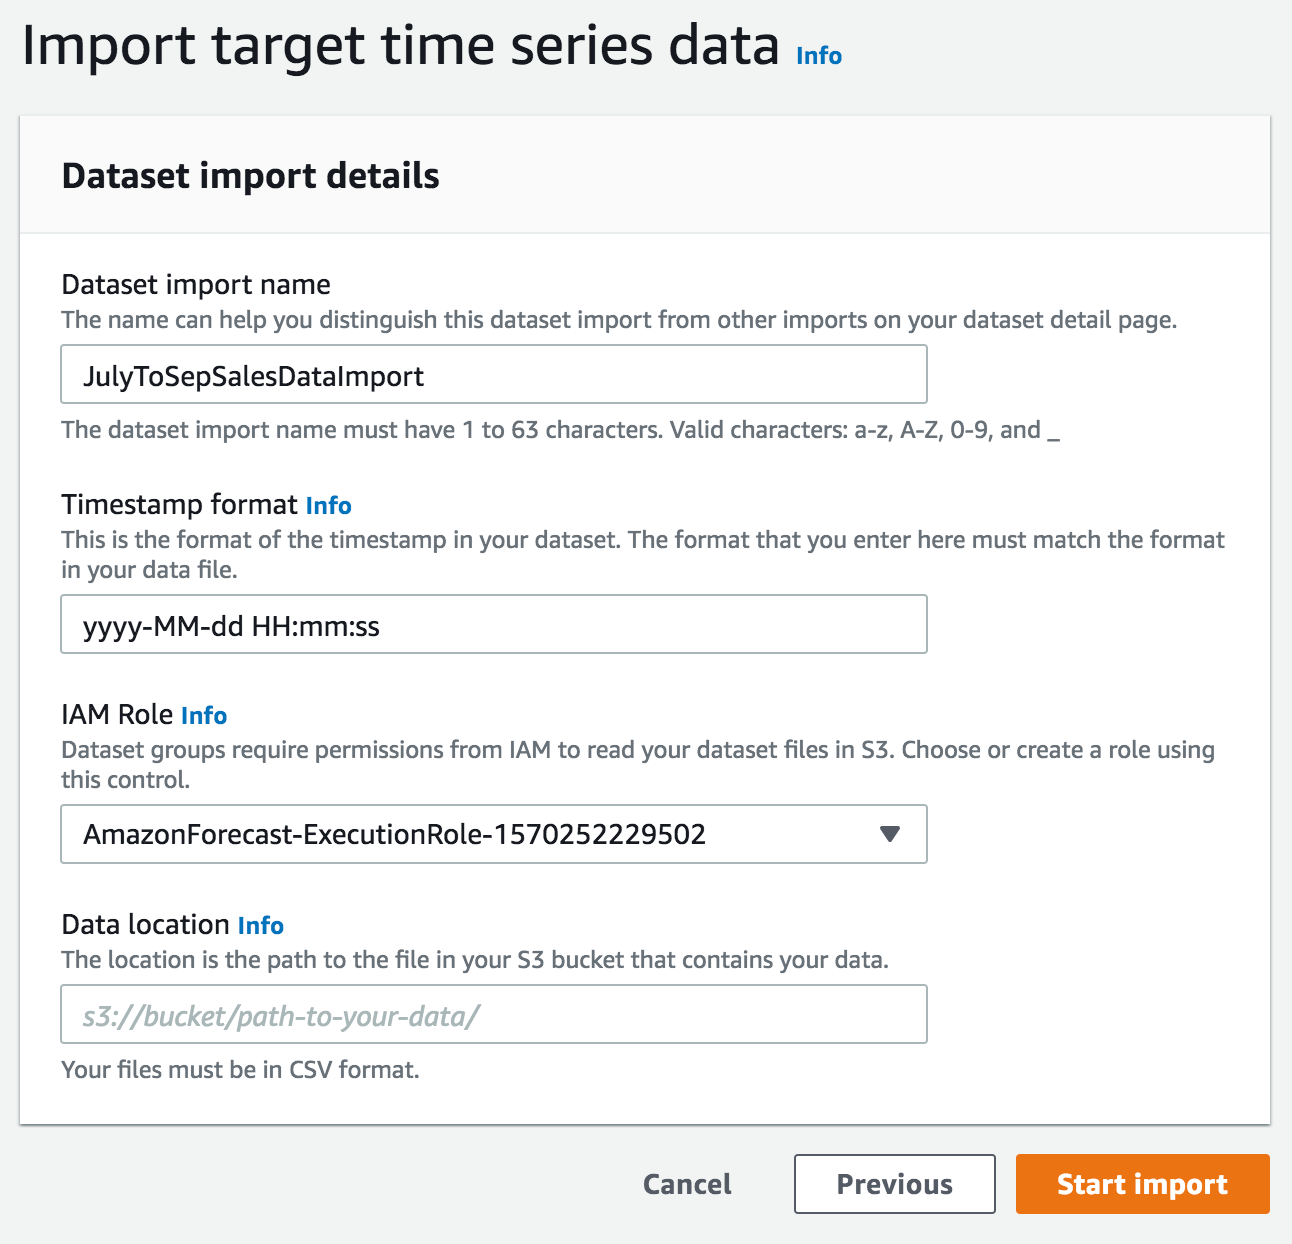 Import target time series data Info
Dataset import details
Dataset import name
The name can help you distinguish this dataset import from other imports on your dataset detail page.
JulyToSepSalesDataImport
The dataset import name must have 1 to 63 characters. Valid characters: a-z, A-Z, 0-9, and _
Timestamp format Info
This is the format of the timestamp in your dataset. The format that you enter here must match the format
in your data file.
yyyy-MM-dd HH:mm:ss
IAM Role Info
Dataset groups require permissions from IAM to read your dataset files in S3. Choose or create a role using
this control.
AmazonForecast-ExecutionRole-1570252229502
Data location Info
The location is the path to the file in your S3 bucket that contains your data.
s3://bucket/path-to-your-data/
Your files must be in CSV format.
Cancel Previous Start import